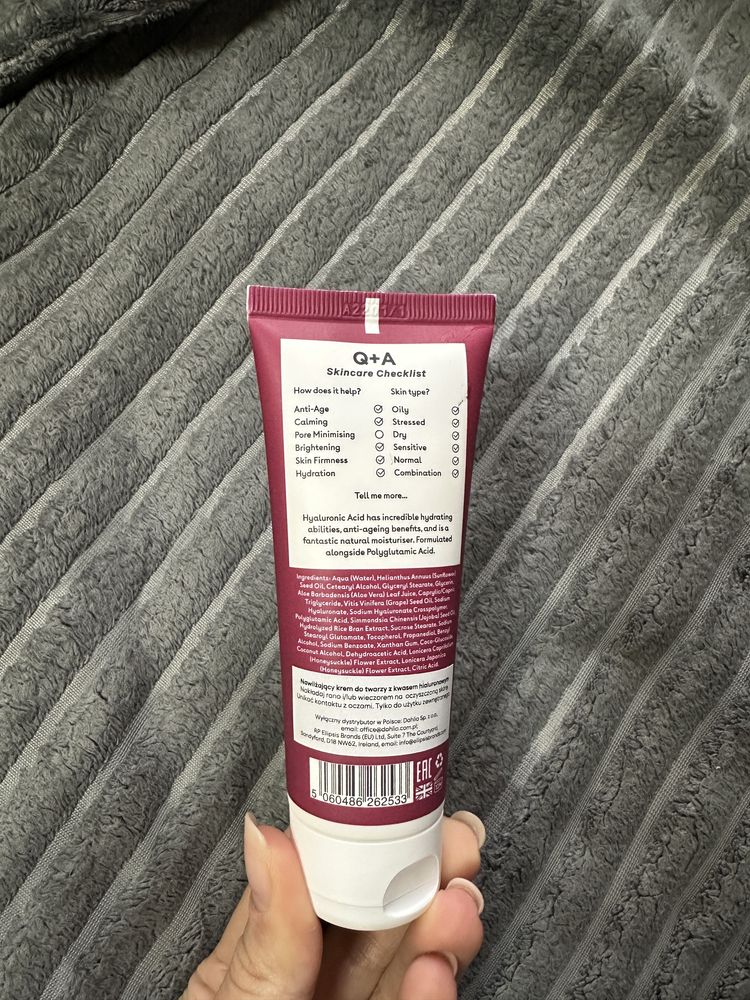 A2201/1
Q+A
Skincare Checklist
How does it help? Skin type?
Anti-Age Oily
Calming Stressed
Pore Minimising Dry
Brightening Sensitive
Skin Firmness Normal
Hydration Combination
Tell me more...
Hyaluronic Acid has incredible hydrating
abilities, anti-ageing benefits, and is a
fantastic natural moisturiser. Formulated
alongside Polyglutamic Acid.
Ingredients: Aqua (Water), Helianthus Annuus (Sunflower)
Seed Oil, Cetearyl Alcohol, Glyceryl Stearate, Glycerin,
Aloe Barbadensis (Aloe Vera) Leaf Juice, Caprylic/Capric
Triglyceride, Vitis Vinifera (Grape) Seed Oil, Sodium
Hyaluronate, Sodium Hyaluronate Crosspolymer,
Polyglutamic Acid, Simmondsia Chinensis (Jojoba) Seed Oil,
Hydrolyzed Rice Bran Extract, Sucrose Stearate, Sodium
Stearoyl Glutamate, Tocopherol, Propanediol, Benzyl
Alcohol, Sodium Benzoate, Xanthan Gum, Coco-Glucoside,
Coconut Alcohol, Dehydroacetic Acid, Lonicera Caprifolium
(Honeysuckle) Flower Extract, Lonicera Japonica
(Honeysuckle) Flower Extract, Citric Acid.
Nawilżający krem do twarzy z kwasem hialuronowym
Nakładaj rano i/lub wieczorem na oczyszczoną skórę.
Unikać kontaktu z oczami. Tylko do użytku zewnętrznego.
Wyłączny dystrybutor w Polsce: Dahlia Sp. z o.o.,
email: office@dahlia.com.pl,
RP Elipsis Brands (EU) Ltd, Suite 7 The Courtyard,
Sandyford, D18 NW62, Ireland, email: info@elipsisbrands.com
EAC
5 060486 262533